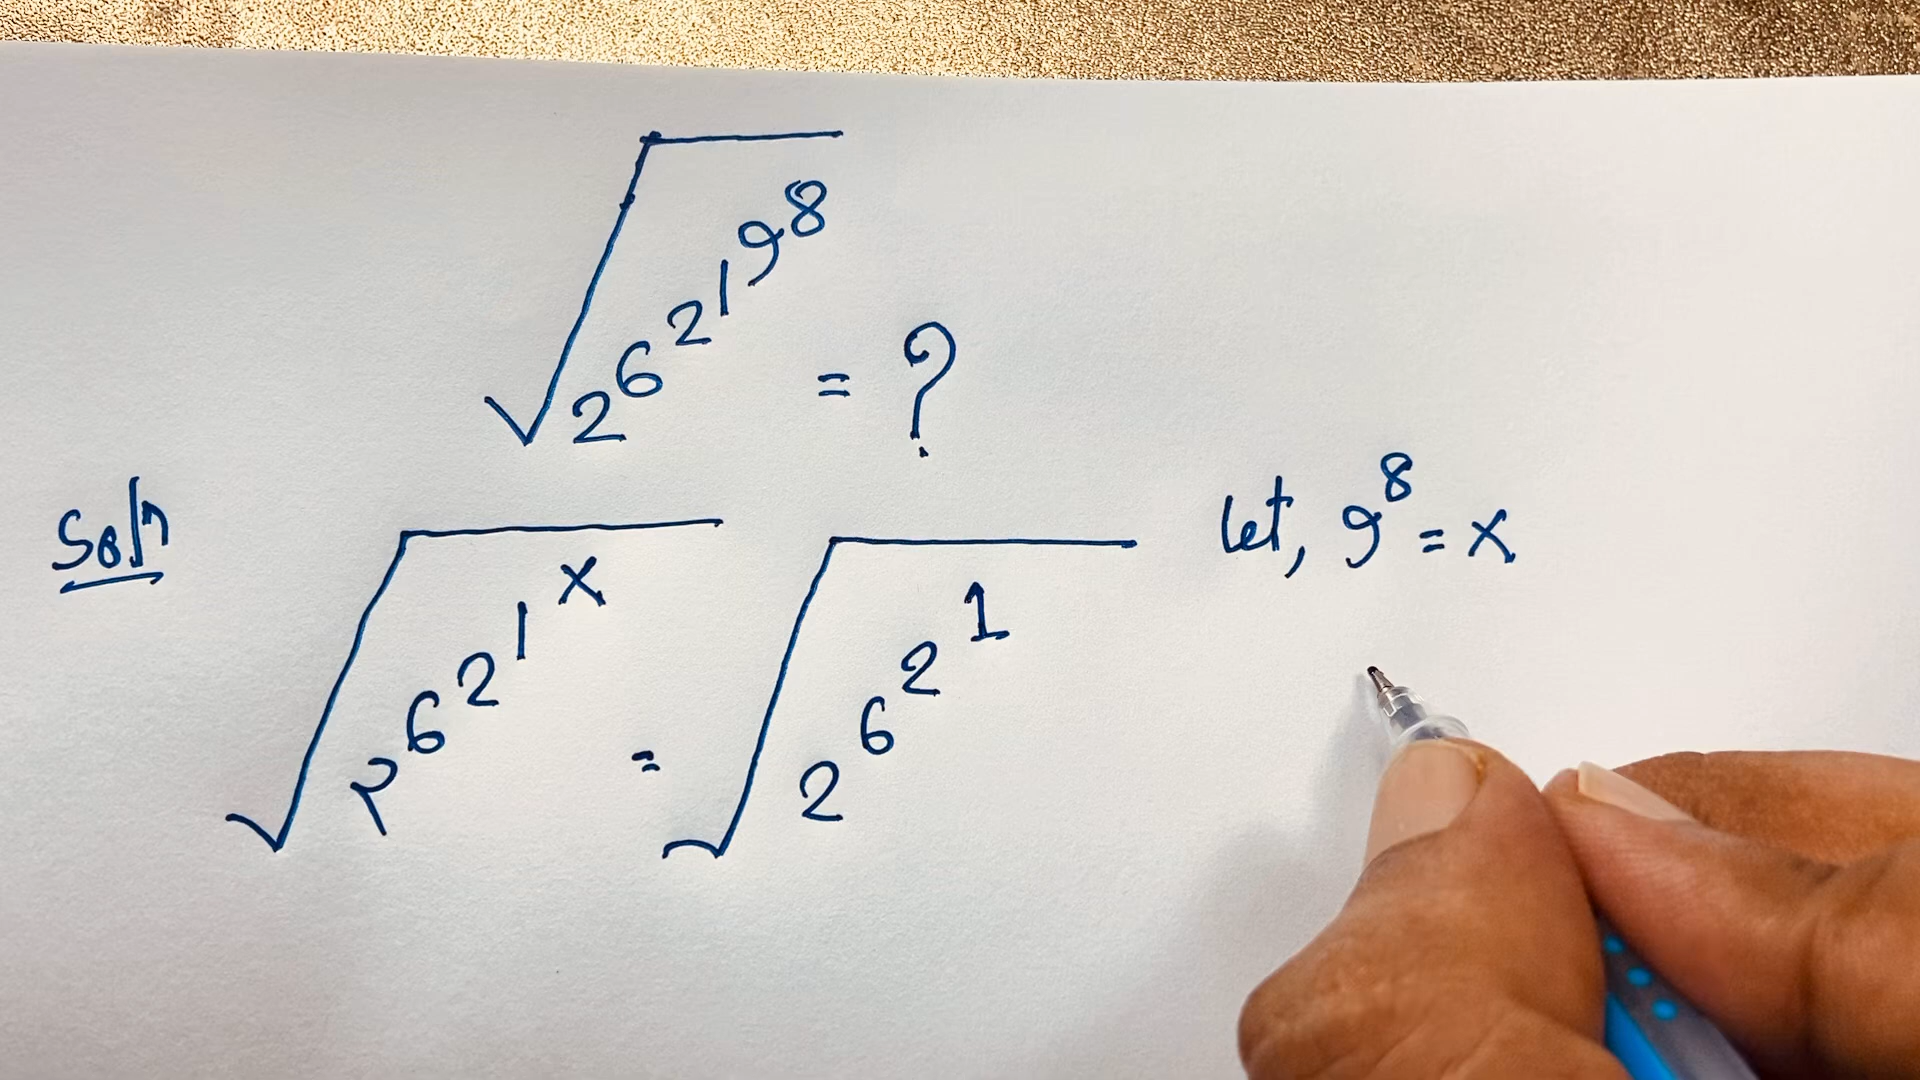 √2^6^2^1^9^8 = ?
Soln
√2^6^2^1^x = √2^6^2^1
let, 9^8 = x